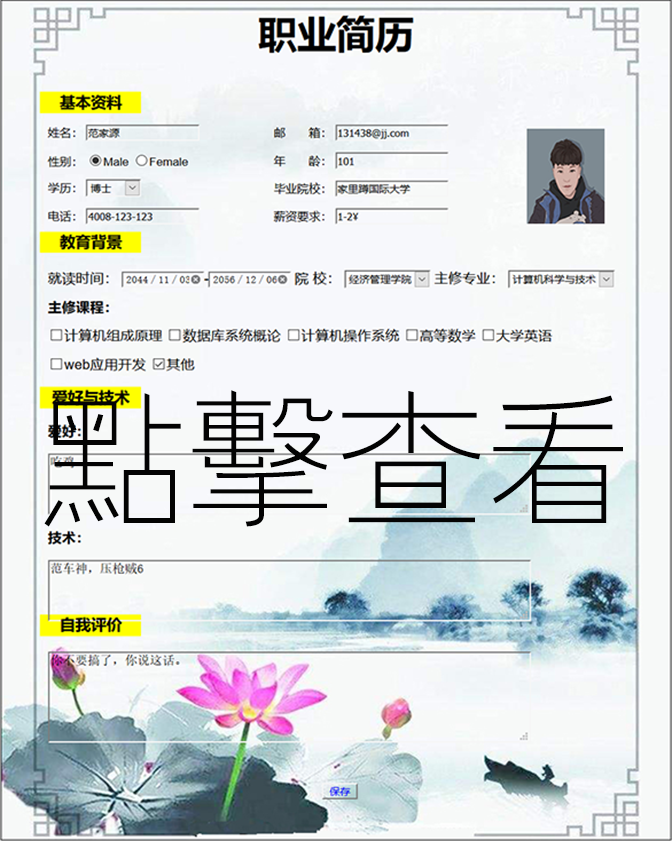 职业简历
基本资料
姓名： 范家源 邮 箱： 131438@jj.com
性别： Male Female 年 龄： 101
学历： 博士 毕业院校： 家里蹲国际大学
电话： 4008-123-123 薪资要求： 1-2¥
教育背景
就读时间： 2044 / 11 / 03 - 2056 / 12 / 06 院 校： 经济管理学院 主修专业： 计算机科学与技术
主修课程：
计算机组成原理 数据库系统概论 计算机操作系统 高等数学 大学英语
web应用开发 其他
爱好与技术
點擊查看
爱好：
吃鸡
技术：
范车神，压枪贼6
自我评价
你不要搞了，你说这话。
保存